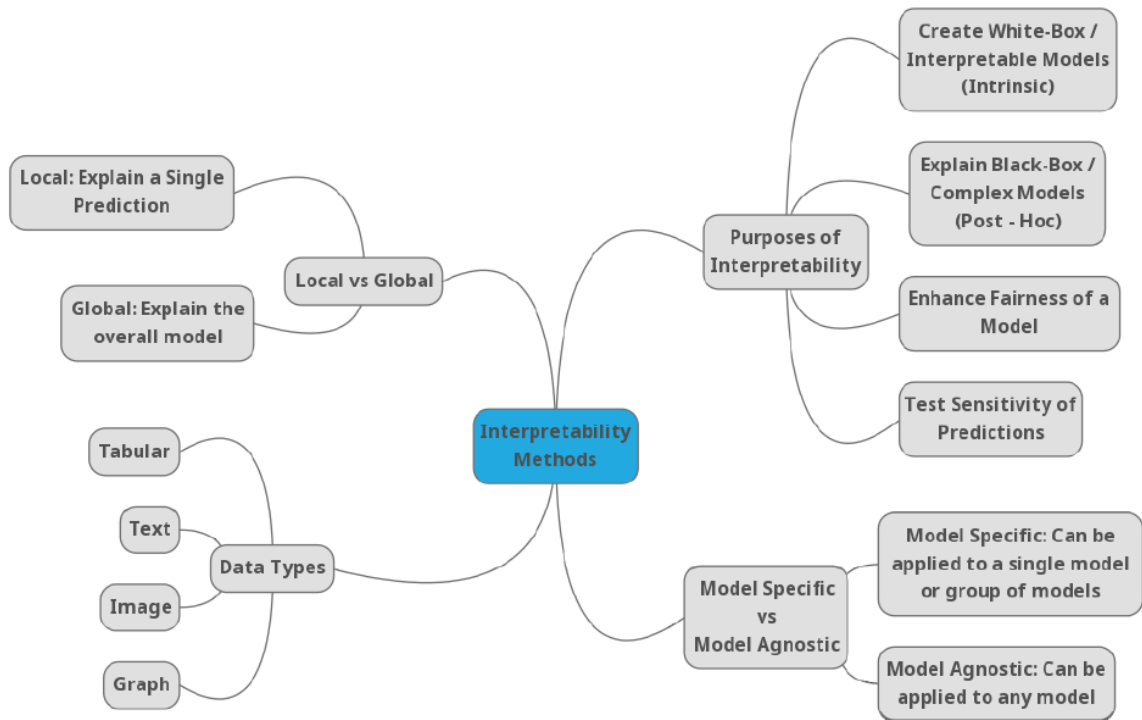 Interpretability
Methods
Local vs Global
Local: Explain a Single
Prediction
Global: Explain the
overall model
Data Types
Tabular
Text
Image
Graph
Purposes of
Interpretability
Create White-Box /
Interpretable Models
(Intrinsic)
Explain Black-Box /
Complex Models
(Post - Hoc)
Enhance Fairness of a
Model
Test Sensitivity of
Predictions
Model Specific
vs
Model Agnostic
Model Specific: Can be
applied to a single model
or group of models
Model Agnostic: Can be
applied to any model